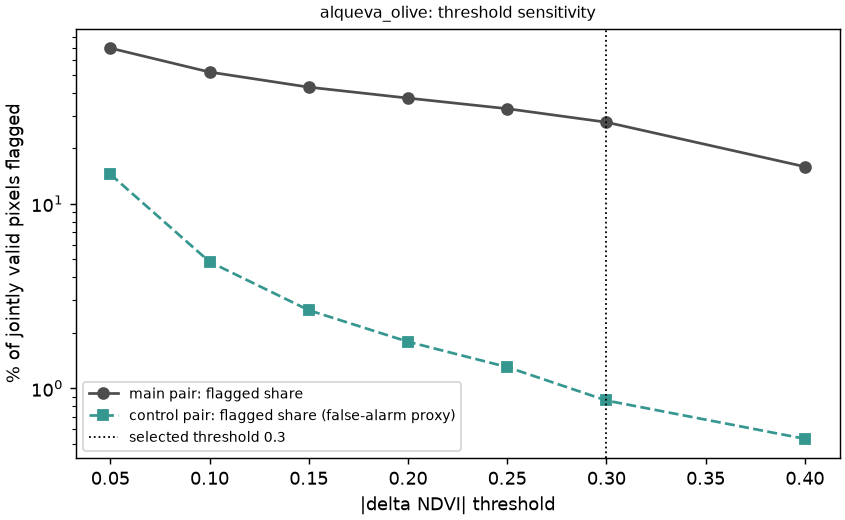 alqueva_olive: threshold sensitivity
% of jointly valid pixels flagged
10¹
10⁰
main pair: flagged share
control pair: flagged share (false-alarm proxy)
selected threshold 0.3
0.05 0.10 0.15 0.20 0.25 0.30 0.35 0.40
|delta NDVI| threshold